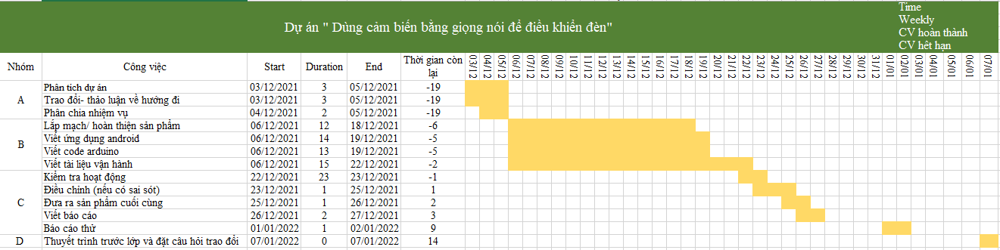 Dự án " Dùng cảm biến bằng giọng nói để điều khiển đèn"
Time
Weekly
CV hoàn thành
CV hết hạn
Nhóm Công việc Start Duration End Thời gian còn lại 03/12 04/12 05/12 06/12 07/12 08/12 09/12 10/12 11/12 12/12 13/12 14/12 15/12 16/12 17/12 18/12 19/12 20/12 21/12 22/12 23/12 24/12 25/12 26/12 27/12 28/12 29/12 30/12 31/12 01/01 02/01 03/01 04/01 05/01 06/01 07/01
A
Phân tích dự án 03/12/2021 3 05/12/2021 -19
Trao đổi- thảo luận về hướng đi 03/12/2021 3 05/12/2021 -19
Phân chia nhiệm vụ 04/12/2021 2 05/12/2021 -19
B
Lắp mạch/ hoàn thiện sản phẩm 06/12/2021 12 18/12/2021 -6
Viết ứng dụng android 06/12/2021 14 19/12/2021 -5
Viết code arduino 06/12/2021 13 19/12/2021 -5
Viết tài liệu vận hành 06/12/2021 15 22/12/2021 -2
C
Kiểm tra hoạt động 22/12/2021 23 23/12/2021 -1
Điều chỉnh (nếu có sai sót) 23/12/2021 1 25/12/2021 1
Đưa ra sản phẩm cuối cùng 25/12/2021 1 26/12/2021 2
Viết báo cáo 26/12/2021 2 27/12/2021 3
Báo cáo thử 01/01/2022 1 02/01/2022 9
D Thuyết trình trước lớp và đặt câu hỏi trao đổi 07/01/2022 0 07/01/2022 14